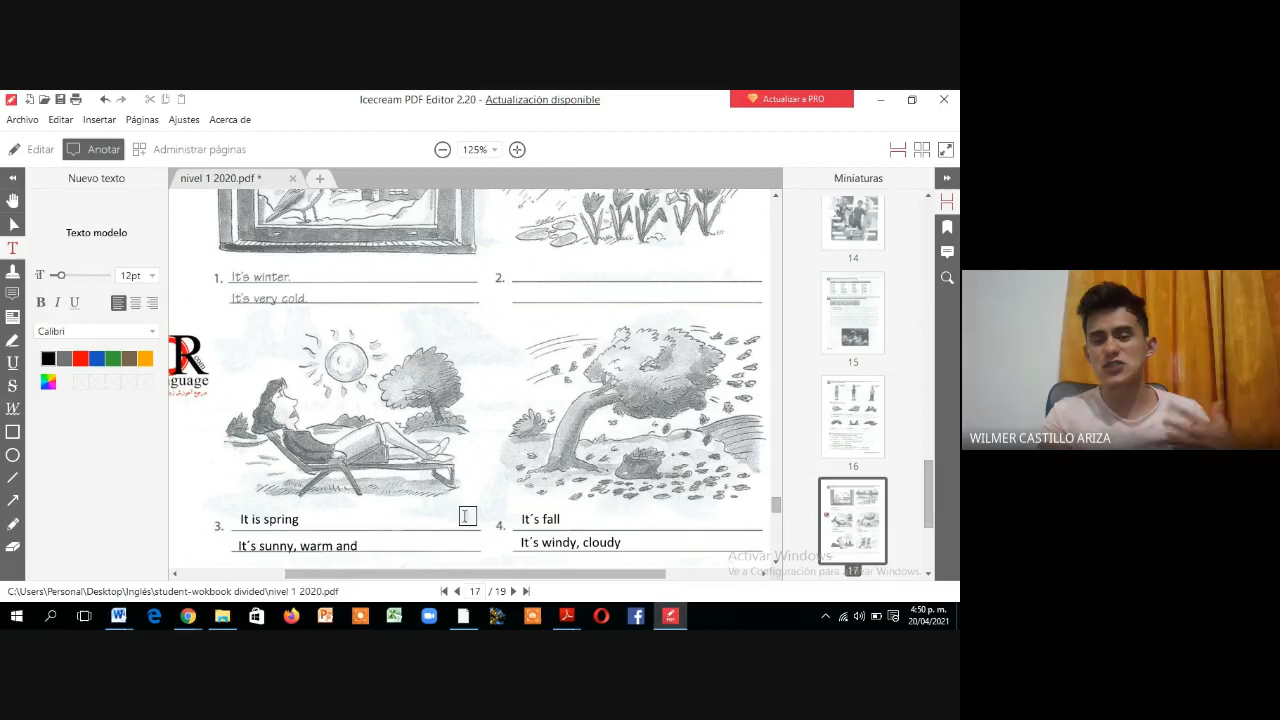 Icecream PDF Editor 2.20 - Actualización disponible
Actualizar a PRO
Archivo Editar Insertar Páginas Ajustes Acerca de
Editar Anotar Administrar páginas
125%
Nuevo texto
nivel 1 2020.pdf *
Miniaturas
Texto modelo
12pt
B I U
Calibri
1. It's winter.
It's very cold.
2.
R
.com
nguage
3. It is spring
It´s sunny, warm and
4. It´s fall
It´s windy, cloudy
14
15
16
17
Activar Windows
Ve a Configuración para activar Windows.
C:\Users\Personal\Desktop\Inglés\student-wokbook divided\nivel 1 2020.pdf
17 / 19
4:50 p. m.
20/04/2021
WILMER CASTILLO ARIZA